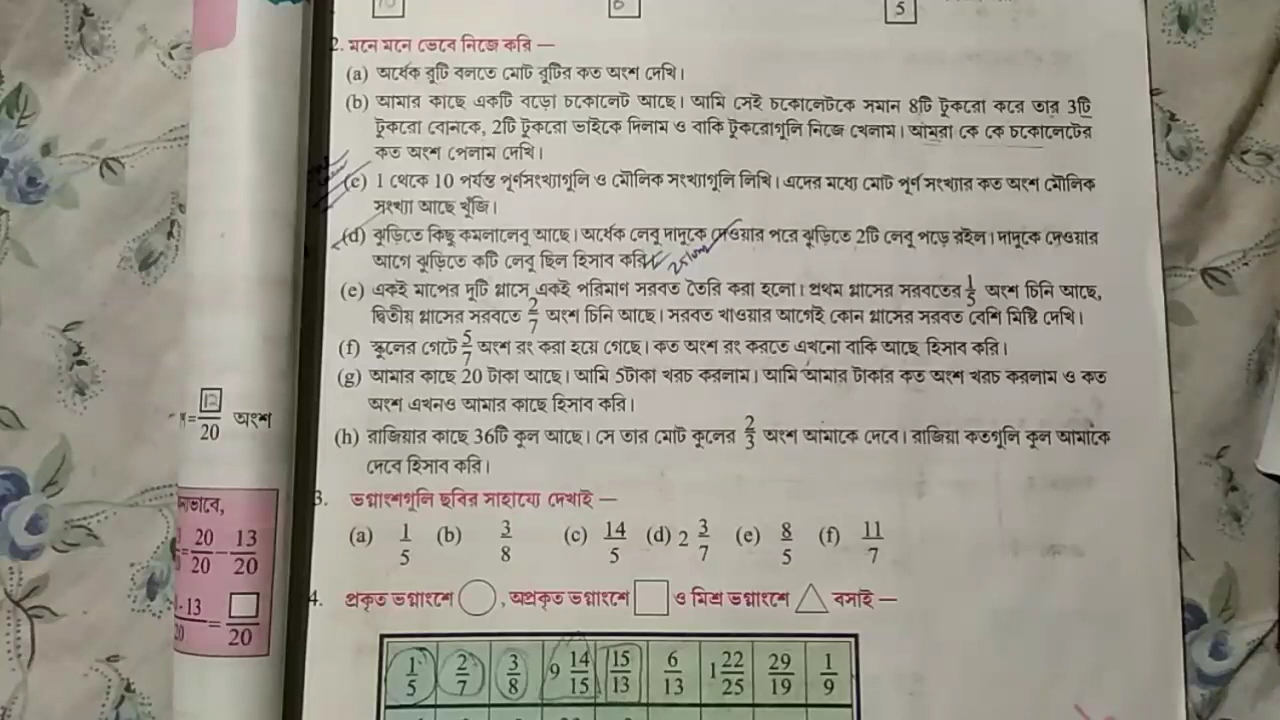 5
2. মনে মনে ভেবে নিজে করি —
(a) অর্ধেক রুটি বলতে মোট রুটির কত অংশ দেখি।
(b) আমার কাছে একটি বড়ো চকোলেট আছে। আমি সেই চকোলেটকে সমান 8টি টুকরো করে তার 3টি
টুকরো বোনকে, 2টি টুকরো ভাইকে দিলাম ও বাকি টুকরোগুলি নিজে খেলাম। আমরা কে কে চকোলেটের
কত অংশ পেলাম দেখি।
(c) 1 থেকে 10 পর্যন্ত পূর্ণসংখ্যাগুলি ও মৌলিক সংখ্যাগুলি লিখি। এদের মধ্যে মোট পূর্ণ সংখ্যার কত অংশ মৌলিক
সংখ্যা আছে খুঁজি।
(d) ঝুড়িতে কিছু কমলালেবু আছে। অর্ধেক লেবু দাদুকে দেওয়ার পরে ঝুড়িতে 2টি লেবু পড়ে রইল। দাদুকে দেওয়ার
আগে ঝুড়িতে কটি লেবু ছিল হিসাব করি।
(e) একই মাপের দুটি গ্লাসে একই পরিমাণ সরবত তৈরি করা হলো। প্রথম গ্লাসের সরবতের 1/5 অংশ চিনি আছে,
দ্বিতীয় গ্লাসের সরবতে 2/7 অংশ চিনি আছে। সরবত খাওয়ার আগেই কোন গ্লাসের সরবত বেশি মিষ্টি দেখি।
(f) স্কুলের গেটে 5/7 অংশ রং করা হয়ে গেছে। কত অংশ রং করতে এখনো বাকি আছে হিসাব করি।
(g) আমার কাছে 20 টাকা আছে। আমি 5টাকা খরচ করলাম। আমি আমার টাকার কত অংশ খরচ করলাম ও কত
অংশ এখনও আমার কাছে হিসাব করি।
(h) রাজিয়ার কাছে 36টি কুল আছে। সে তার মোট কুলের 2/3 অংশ আমাকে দেবে। রাজিয়া কতগুলি কুল আমাকে
দেবে হিসাব করি।
3. ভগ্নাংশগুলি ছবির সাহায্যে দেখাই —
(a) 1/5 (b) 3/8 (c) 14/5 (d) 2 3/7 (e) 8/5 (f) 11/7
4. প্রকৃত ভগ্নাংশে ○, অপ্রকৃত ভগ্নাংশে □ ও মিশ্র ভগ্নাংশে △ বসাই —
1/5 2/7 3/8 9 14/15 15/13 6/13 1 22/25 29/19 1/9
= 12/20 অংশ
= 20/20 - 13/20
= □/20